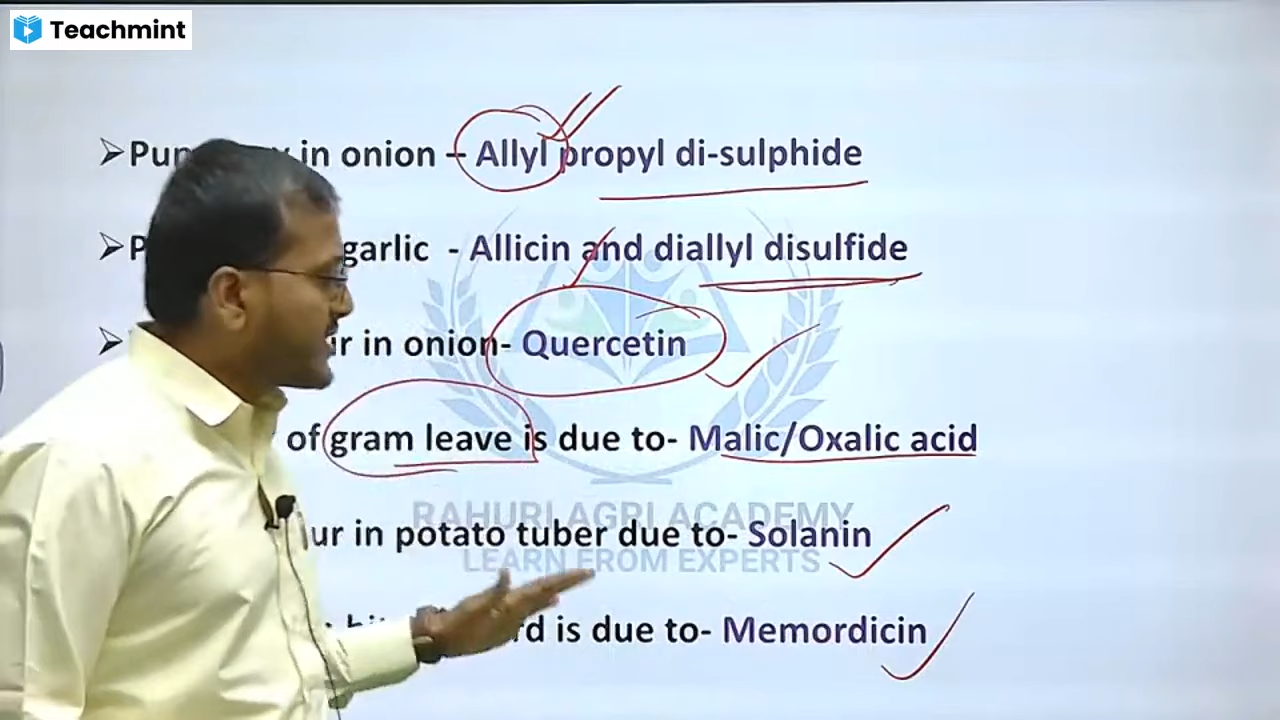 Teachmint
➢Pun in onion – Allyl propyl di-sulphide
➢P garlic - Allicin and diallyl disulfide
➢ ur in onion- Quercetin
of gram leave is due to- Malic/Oxalic acid
ur in potato tuber due to- Solanin
rd is due to- Memordicin
RAHURI AGRI ACADEMY
LEARN FROM EXPERTS